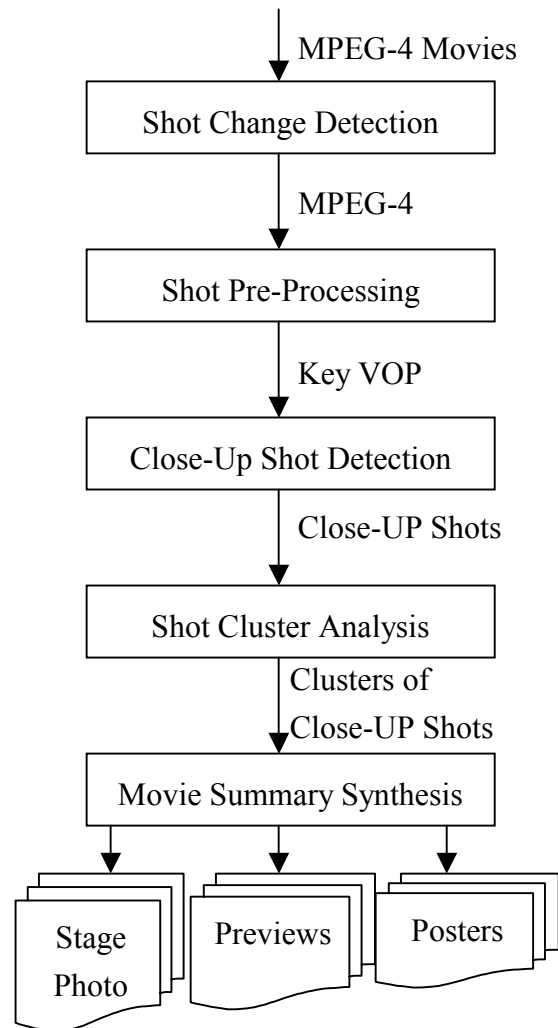 MPEG-4 Movies
Shot Change Detection
MPEG-4
Shot Pre-Processing
Key VOP
Close-Up Shot Detection
Close-UP Shots
Shot Cluster Analysis
Clusters of
Close-UP Shots
Movie Summary Synthesis
Stage
Photo
Previews
Posters